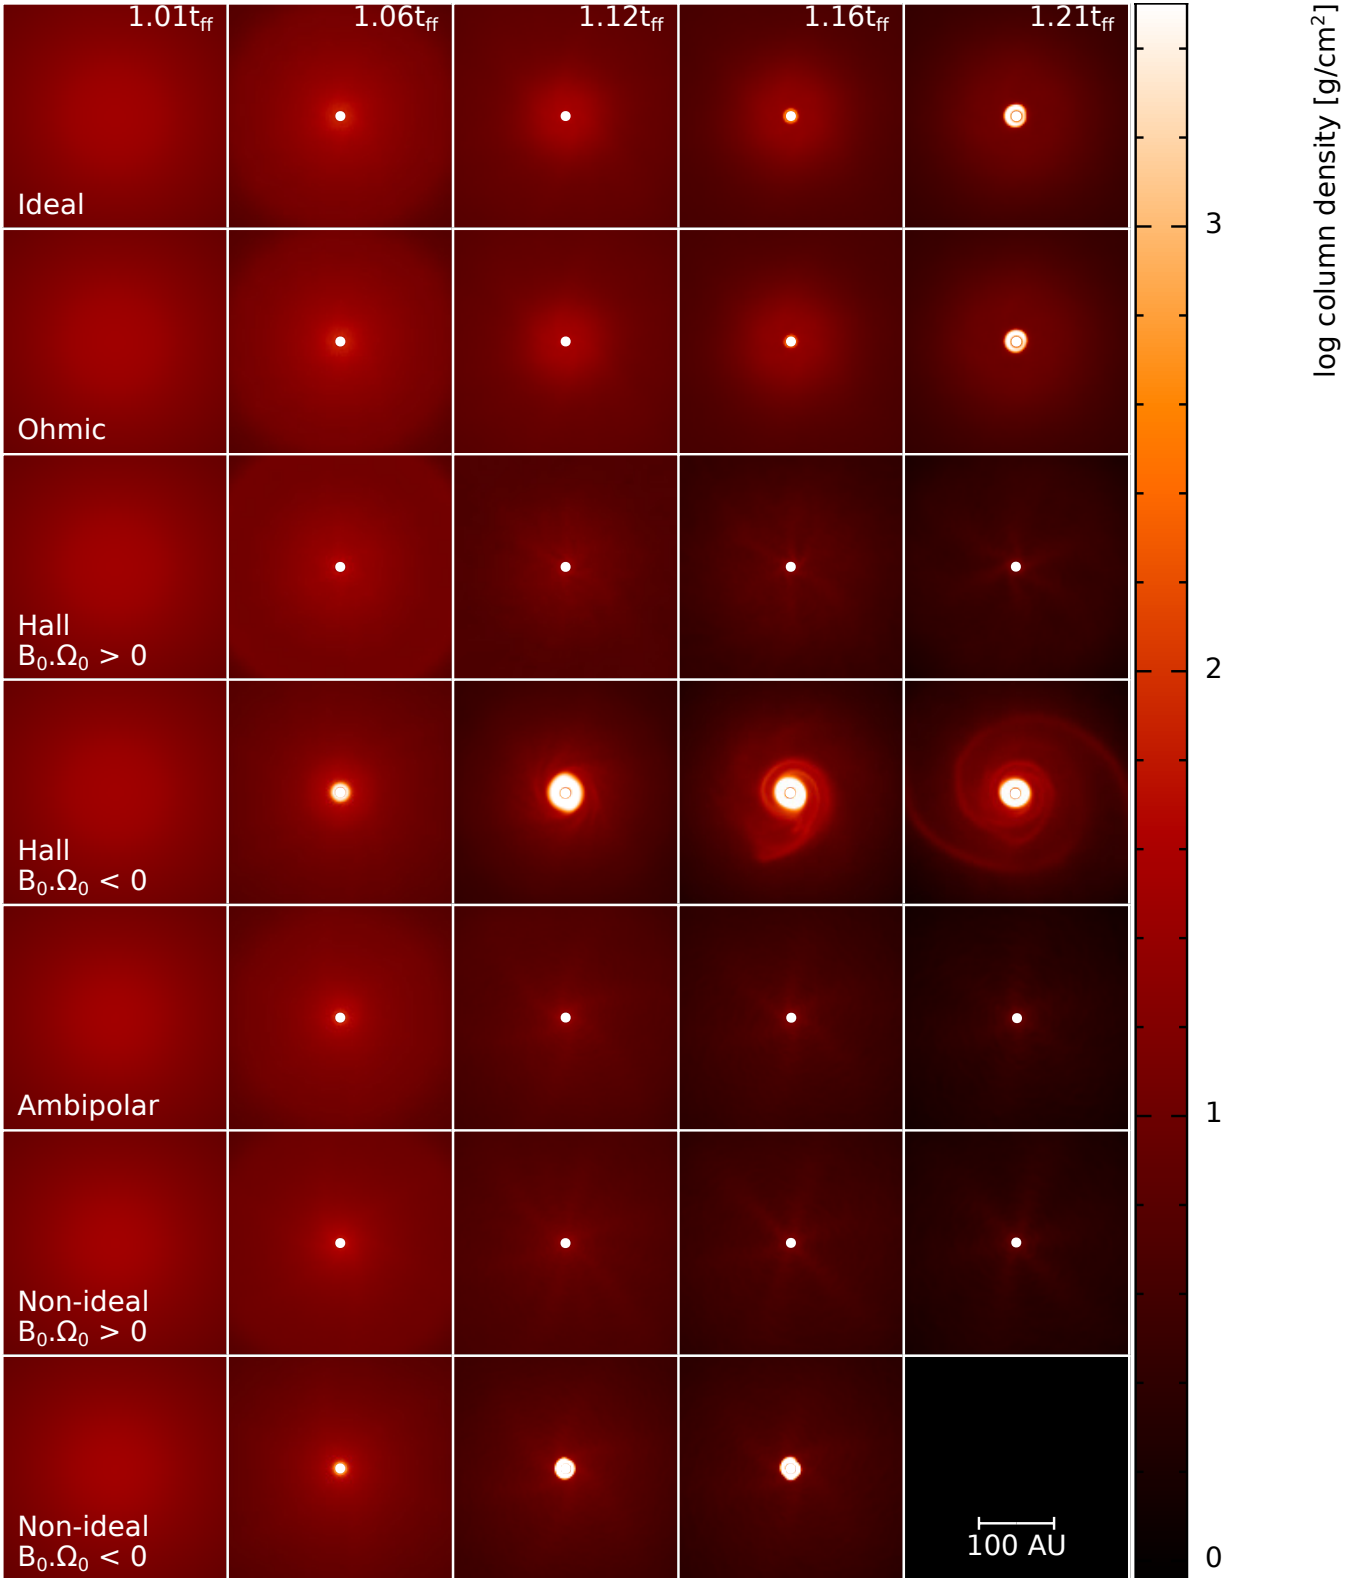 1.01t_ff 1.06t_ff 1.12t_ff 1.16t_ff 1.21t_ff
log column density [g/cm²]
Ideal
3
Ohmic
Hall
B₀.Ω₀ > 0
2
Hall
B₀.Ω₀ < 0
Ambipolar
1
Non-ideal
B₀.Ω₀ > 0
Non-ideal
B₀.Ω₀ < 0
100 AU
0